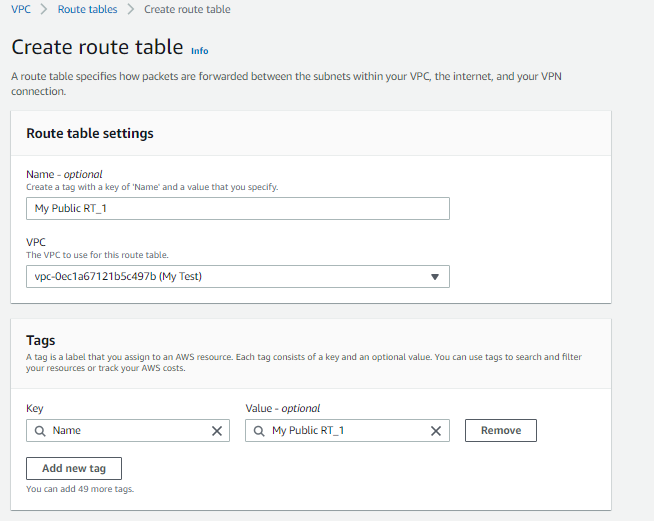 VPC > Route tables > Create route table
Create route table Info
A route table specifies how packets are forwarded between the subnets within your VPC, the internet, and your VPN
connection.
Route table settings
Name - optional
Create a tag with a key of 'Name' and a value that you specify.
My Public RT_1
VPC
The VPC to use for this route table.
vpc-0ec1a67121b5c497b (My Test)
Tags
A tag is a label that you assign to an AWS resource. Each tag consists of a key and an optional value. You can use tags to search and filter
your resources or track your AWS costs.
Key Value - optional
Name My Public RT_1 Remove
Add new tag
You can add 49 more tags.